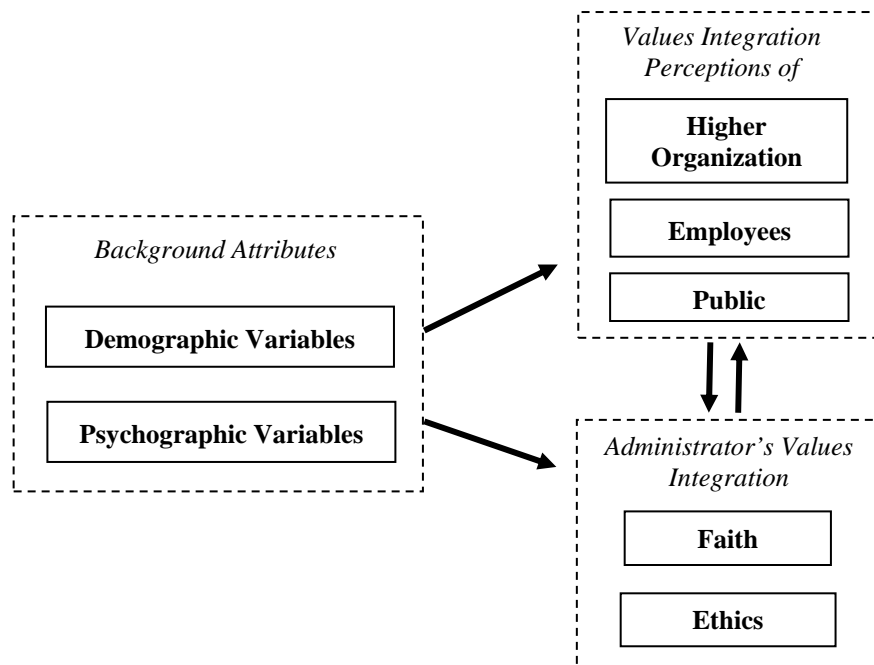 Values Integration
Perceptions of
Higher
Organization
Employees
Public
Background Attributes
Demographic Variables
Psychographic Variables
Administrator’s Values
Integration
Faith
Ethics